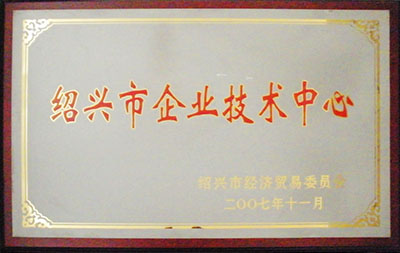 绍兴市企业技术中心
绍兴市经济贸易委员会
二〇〇七年十一月